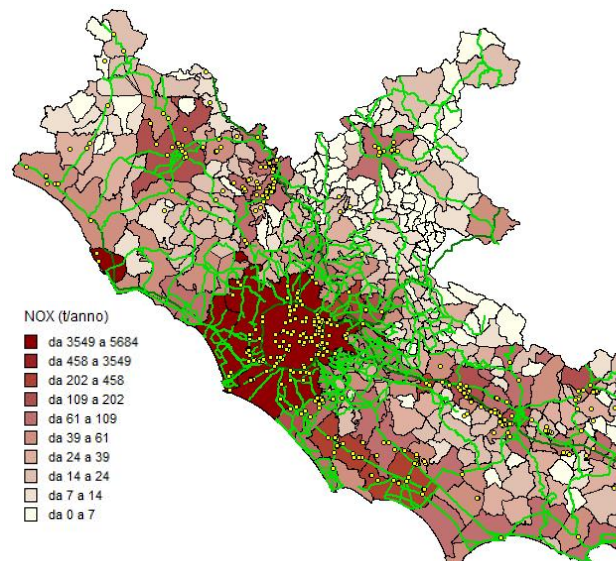 NOX (t/anno)
da 3549 a 5684
da 458 a 3549
da 202 a 458
da 109 a 202
da 61 a 109
da 39 a 61
da 24 a 39
da 14 a 24
da 7 a 14
da 0 a 7